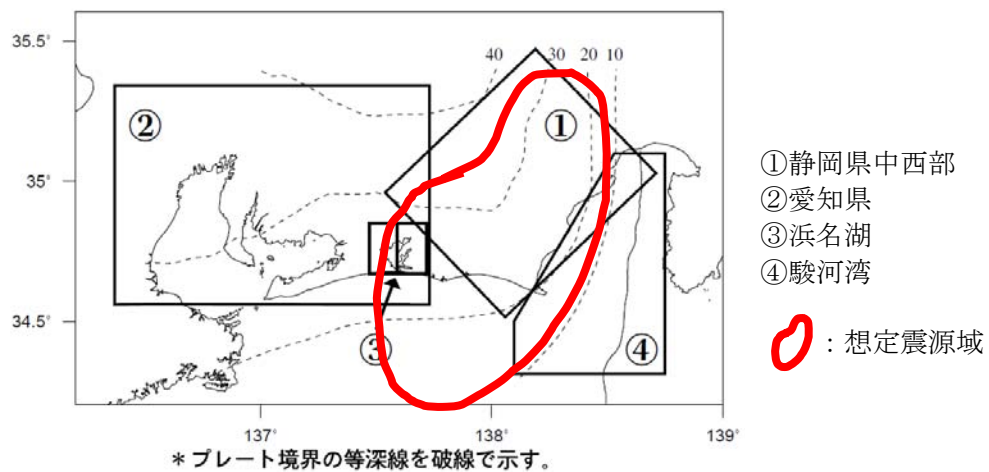 35.5°
40
30
20
10
②
①
35°
①静岡県中西部
②愛知県
③浜名湖
④駿河湾
34.5°
③
④
：想定震源域
137°
138°
139°
＊プレート境界の等深線を破線で示す。